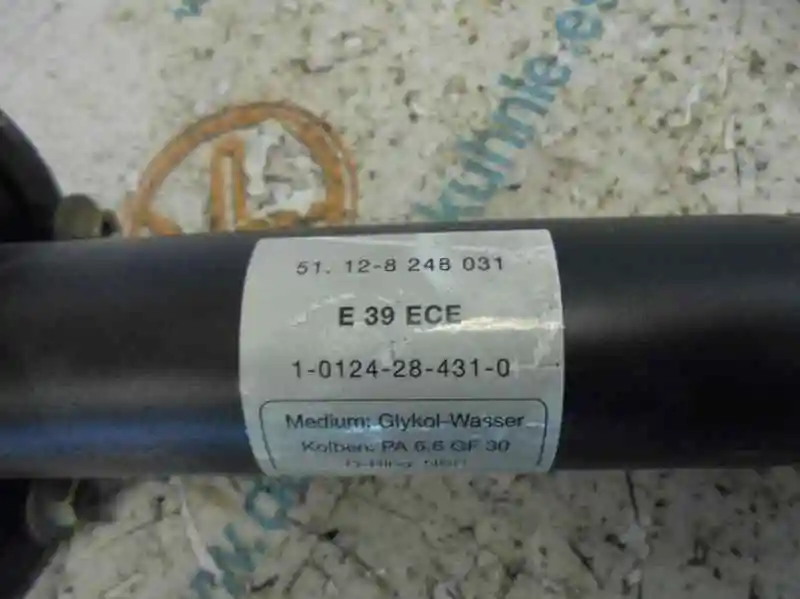 kuhnle.e
51. 12-8 248 031
E 39 ECE
1-0124-28-431-0
Medium: Glykol-Wasser
Kolben: PA 6.6 GF 30